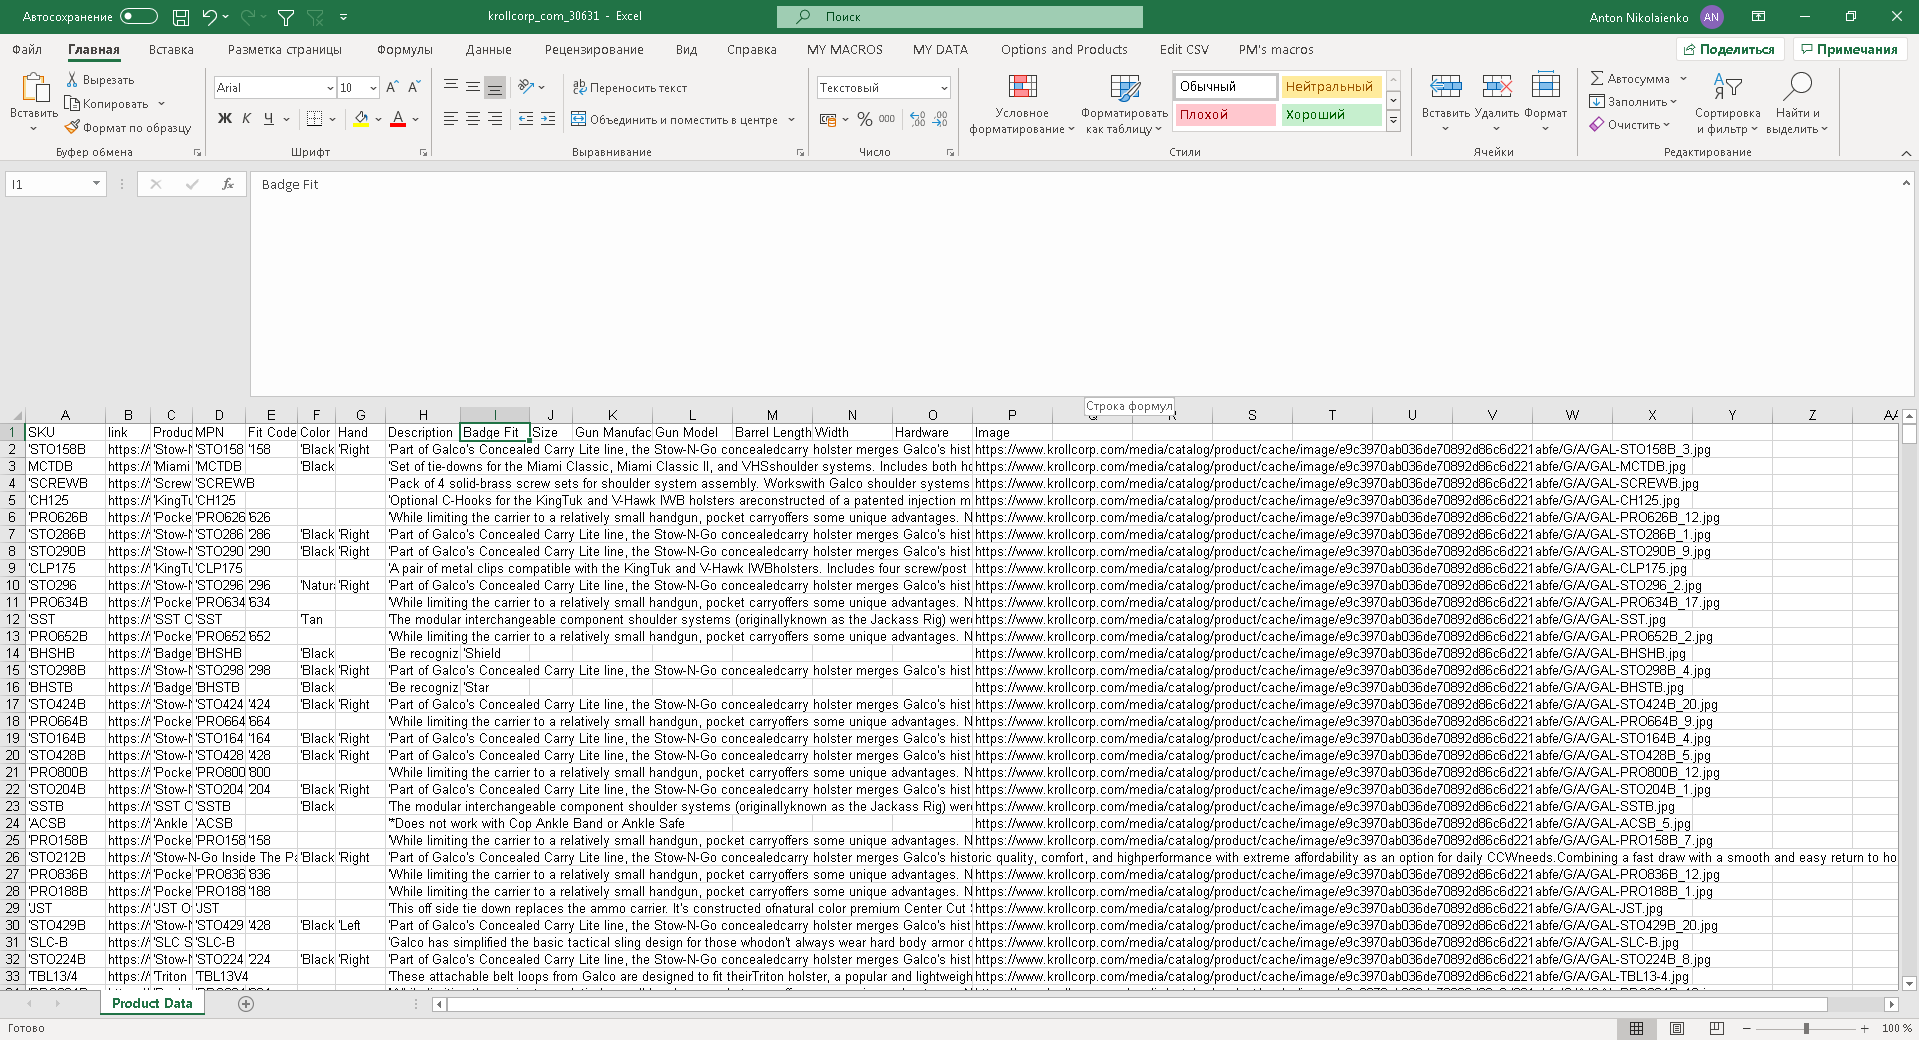 Автосохранение krollcorp_com_30631 - Excel Поиск Anton Nikolaienko AN
Файл Главная Вставка Разметка страницы Формулы Данные Рецензирование Вид Справка MY MACROS MY DATA Options and Products Edit CSV PM's macros Поделиться Примечания
Вставить Вырезать Копировать Формат по образцу
Буфер обмена
Arial 10
Ж К Ч
Шрифт
Переносить текст
Объединить и поместить в центре
Выравнивание
Текстовый
% 000
Число
Условное форматирование Форматировать как таблицу
Обычный Нейтральный
Плохой Хороший
Стили
Вставить Удалить Формат
Ячейки
Автосумма
Заполнить
Очистить
Сортировка и фильтр Найти и выделить
Редактирование
I1 fx Badge Fit
Строка формул
A B C D E F G H I J K L M N O P Q R S T U V W X Y Z AA
1 SKU link Produc MPN Fit Code Color Hand Description Badge Fit Size Gun Manufac Gun Model Barrel Length Width Hardware Image
2 'STO158B https:// 'Stow-N 'STO158 '158 'Black 'Right 'Part of Galco's Concealed Carry Lite line, the Stow-N-Go concealedcarry holster merges Galco's hist https://www.krollcorp.com/media/catalog/product/cache/image/e9c3970ab036de70892d86c6d221abfe/G/A/GAL-STO158B_3.jpg
3 MCTDB https:// 'Miami 'MCTDB 'Black 'Set of tie-downs for the Miami Classic, Miami Classic II, and VHSshoulder systems. Includes both ho https://www.krollcorp.com/media/catalog/product/cache/image/e9c3970ab036de70892d86c6d221abfe/G/A/GAL-MCTDB.jpg
4 'SCREWB https:// 'Screw 'SCREWB 'Pack of 4 solid-brass screw sets for shoulder system assembly. Workswith Galco shoulder systems https://www.krollcorp.com/media/catalog/product/cache/image/e9c3970ab036de70892d86c6d221abfe/G/A/GAL-SCREWB.jpg
5 'CH125 https:// 'KingTu 'CH125 'Optional C-Hooks for the KingTuk and V-Hawk IWB holsters areconstructed of a patented injection m https://www.krollcorp.com/media/catalog/product/cache/image/e9c3970ab036de70892d86c6d221abfe/G/A/GAL-CH125.jpg
6 'PRO626B https:// 'Pocke 'PRO626 '626 'While limiting the carrier to a relatively small handgun, pocket carryoffers some unique advantages. N https://www.krollcorp.com/media/catalog/product/cache/image/e9c3970ab036de70892d86c6d221abfe/G/A/GAL-PRO626B_12.jpg
7 'STO286B https:// 'Stow-N 'STO286 '286 'Black 'Right 'Part of Galco's Concealed Carry Lite line, the Stow-N-Go concealedcarry holster merges Galco's hist https://www.krollcorp.com/media/catalog/product/cache/image/e9c3970ab036de70892d86c6d221abfe/G/A/GAL-STO286B_1.jpg
8 'STO290B https:// 'Stow-N 'STO290 '290 'Black 'Right 'Part of Galco's Concealed Carry Lite line, the Stow-N-Go concealedcarry holster merges Galco's hist https://www.krollcorp.com/media/catalog/product/cache/image/e9c3970ab036de70892d86c6d221abfe/G/A/GAL-STO290B_9.jpg
9 'CLP175 https:// 'KingTu 'CLP175 'A pair of metal clips compatible with the KingTuk and V-Hawk IWBholsters. Includes four screw/post https://www.krollcorp.com/media/catalog/product/cache/image/e9c3970ab036de70892d86c6d221abfe/G/A/GAL-CLP175.jpg
10 'STO296 https:// 'Stow-N 'STO296 '296 'Natura 'Right 'Part of Galco's Concealed Carry Lite line, the Stow-N-Go concealedcarry holster merges Galco's hist https://www.krollcorp.com/media/catalog/product/cache/image/e9c3970ab036de70892d86c6d221abfe/G/A/GAL-STO296_2.jpg
11 'PRO634B https:// 'Pocke 'PRO634 '634 'While limiting the carrier to a relatively small handgun, pocket carryoffers some unique advantages. N https://www.krollcorp.com/media/catalog/product/cache/image/e9c3970ab036de70892d86c6d221abfe/G/A/GAL-PRO634B_17.jpg
12 'SST https:// 'SST C 'SST 'Tan 'The modular interchangeable component shoulder systems (originallyknown as the Jackass Rig) were https://www.krollcorp.com/media/catalog/product/cache/image/e9c3970ab036de70892d86c6d221abfe/G/A/GAL-SST.jpg
13 'PRO652B https:// 'Pocke 'PRO652 '652 'While limiting the carrier to a relatively small handgun, pocket carryoffers some unique advantages. N https://www.krollcorp.com/media/catalog/product/cache/image/e9c3970ab036de70892d86c6d221abfe/G/A/GAL-PRO652B_2.jpg
14 'BHSHB https:// 'Badge 'BHSHB 'Black 'Be recogniz 'Shield https://www.krollcorp.com/media/catalog/product/cache/image/e9c3970ab036de70892d86c6d221abfe/G/A/GAL-BHSHB.jpg
15 'STO298B https:// 'Stow-N 'STO298 '298 'Black 'Right 'Part of Galco's Concealed Carry Lite line, the Stow-N-Go concealedcarry holster merges Galco's hist https://www.krollcorp.com/media/catalog/product/cache/image/e9c3970ab036de70892d86c6d221abfe/G/A/GAL-STO298B_4.jpg
16 'BHSTB https:// 'Badge 'BHSTB 'Black 'Be recogniz 'Star https://www.krollcorp.com/media/catalog/product/cache/image/e9c3970ab036de70892d86c6d221abfe/G/A/GAL-BHSTB.jpg
17 'STO424B https:// 'Stow-N 'STO424 '424 'Black 'Right 'Part of Galco's Concealed Carry Lite line, the Stow-N-Go concealedcarry holster merges Galco's hist https://www.krollcorp.com/media/catalog/product/cache/image/e9c3970ab036de70892d86c6d221abfe/G/A/GAL-STO424B_20.jpg
18 'PRO664B https:// 'Pocke 'PRO664 '664 'While limiting the carrier to a relatively small handgun, pocket carryoffers some unique advantages. N https://www.krollcorp.com/media/catalog/product/cache/image/e9c3970ab036de70892d86c6d221abfe/G/A/GAL-PRO664B_9.jpg
19 'STO164B https:// 'Stow-N 'STO164 '164 'Black 'Right 'Part of Galco's Concealed Carry Lite line, the Stow-N-Go concealedcarry holster merges Galco's hist https://www.krollcorp.com/media/catalog/product/cache/image/e9c3970ab036de70892d86c6d221abfe/G/A/GAL-STO164B_4.jpg
20 'STO428B https:// 'Stow-N 'STO428 '428 'Black 'Right 'Part of Galco's Concealed Carry Lite line, the Stow-N-Go concealedcarry holster merges Galco's hist https://www.krollcorp.com/media/catalog/product/cache/image/e9c3970ab036de70892d86c6d221abfe/G/A/GAL-STO428B_5.jpg
21 'PRO800B https:// 'Pocke 'PRO800 '800 'While limiting the carrier to a relatively small handgun, pocket carryoffers some unique advantages. N https://www.krollcorp.com/media/catalog/product/cache/image/e9c3970ab036de70892d86c6d221abfe/G/A/GAL-PRO800B_12.jpg
22 'STO204B https:// 'Stow-N 'STO204 '204 'Black 'Right 'Part of Galco's Concealed Carry Lite line, the Stow-N-Go concealedcarry holster merges Galco's hist https://www.krollcorp.com/media/catalog/product/cache/image/e9c3970ab036de70892d86c6d221abfe/G/A/GAL-STO204B_1.jpg
23 'SSTB https:// 'SST C 'SSTB 'Black 'The modular interchangeable component shoulder systems (originallyknown as the Jackass Rig) were https://www.krollcorp.com/media/catalog/product/cache/image/e9c3970ab036de70892d86c6d221abfe/G/A/GAL-SSTB.jpg
24 'ACSB https:// 'Ankle 'ACSB '*Does not work with Cop Ankle Band or Ankle Safe https://www.krollcorp.com/media/catalog/product/cache/image/e9c3970ab036de70892d86c6d221abfe/G/A/GAL-ACSB_5.jpg
25 'PRO158B https:// 'Pocke 'PRO158 '158 'While limiting the carrier to a relatively small handgun, pocket carryoffers some unique advantages. N https://www.krollcorp.com/media/catalog/product/cache/image/e9c3970ab036de70892d86c6d221abfe/G/A/GAL-PRO158B_7.jpg
26 'STO212B https:// 'Stow-N-Go Inside The Pa 'Black 'Right 'Part of Galco's Concealed Carry Lite line, the Stow-N-Go concealedcarry holster merges Galco's historic quality, comfort, and highperformance with extreme affordability as an option for daily CCWneeds.Combining a fast draw with a smooth and easy return to ho
27 'PRO836B https:// 'Pocke 'PRO836 '836 'While limiting the carrier to a relatively small handgun, pocket carryoffers some unique advantages. N https://www.krollcorp.com/media/catalog/product/cache/image/e9c3970ab036de70892d86c6d221abfe/G/A/GAL-PRO836B_12.jpg
28 'PRO188B https:// 'Pocke 'PRO188 '188 'While limiting the carrier to a relatively small handgun, pocket carryoffers some unique advantages. N https://www.krollcorp.com/media/catalog/product/cache/image/e9c3970ab036de70892d86c6d221abfe/G/A/GAL-PRO188B_1.jpg
29 'JST https:// 'JST O 'JST 'This off side tie down replaces the ammo carrier. It's constructed ofnatural color premium Center Cut https://www.krollcorp.com/media/catalog/product/cache/image/e9c3970ab036de70892d86c6d221abfe/G/A/GAL-JST.jpg
30 'STO429B https:// 'Stow-N 'STO429 '428 'Black 'Left 'Part of Galco's Concealed Carry Lite line, the Stow-N-Go concealedcarry holster merges Galco's hist https://www.krollcorp.com/media/catalog/product/cache/image/e9c3970ab036de70892d86c6d221abfe/G/A/GAL-STO429B_20.jpg
31 'SLC-B https:// 'SLC S 'SLC-B 'Galco has simplified the basic tactical sling design for those whodon't always wear hard body armor https://www.krollcorp.com/media/catalog/product/cache/image/e9c3970ab036de70892d86c6d221abfe/G/A/GAL-SLC-B.jpg
32 'STO224B https:// 'Stow-N 'STO224 '224 'Black 'Right 'Part of Galco's Concealed Carry Lite line, the Stow-N-Go concealedcarry holster merges Galco's hist https://www.krollcorp.com/media/catalog/product/cache/image/e9c3970ab036de70892d86c6d221abfe/G/A/GAL-STO224B_8.jpg
33 'TBL13/4 https:// 'Triton 'TBL13V4 'These attachable belt loops from Galco are designed to fit theirTriton holster, a popular and lightweigh https://www.krollcorp.com/media/catalog/product/cache/image/e9c3970ab036de70892d86c6d221abfe/G/A/GAL-TBL13-4.jpg
Product Data
Готово 100 %